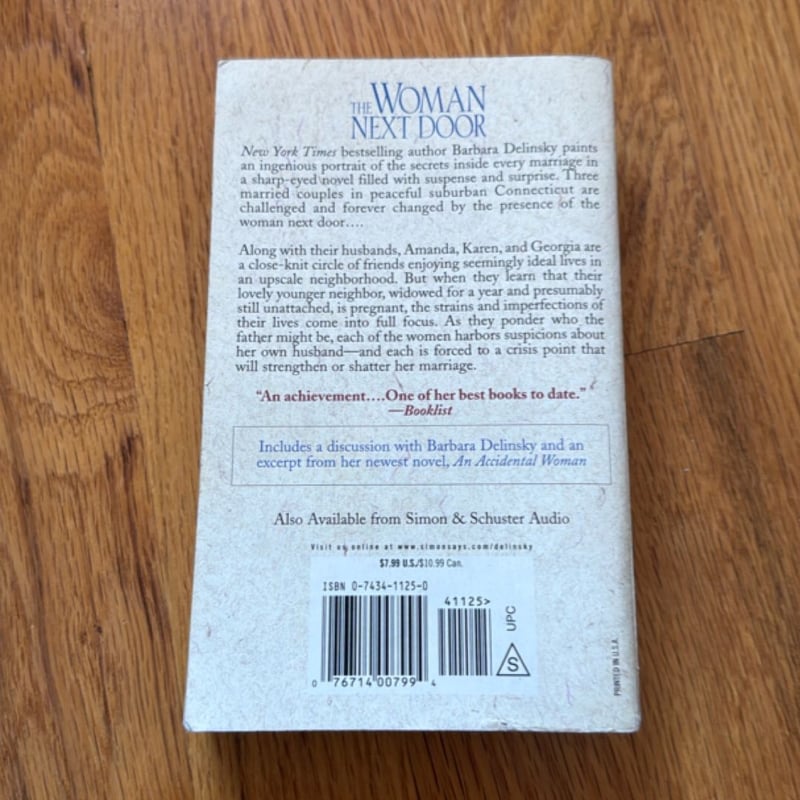 THE WOMAN
NEXT DOOR
New York Times bestselling author Barbara Delinsky paints
an ingenious portrait of the secrets inside every marriage in
a sharp-eyed novel filled with suspense and surprise. Three
married couples in peaceful suburban Connecticut are
challenged and forever changed by the presence of the
woman next door....
Along with their husbands, Amanda, Karen, and Georgia are
a close-knit circle of friends enjoying seemingly ideal lives in
an upscale neighborhood. But when they learn that their
lovely younger neighbor, widowed for a year and presumably
still unattached, is pregnant, the strains and imperfections of
their lives come into full focus. As they ponder who the
father might be, each of the women harbors suspicions about
her own husband—and each is forced to a crisis point that
will strengthen or shatter her marriage.
“An achievement....One of her best books to date.”
—Booklist
Includes a discussion with Barbara Delinsky and an
excerpt from her newest novel, An Accidental Woman
Also Available from Simon & Schuster Audio
Visit us online at www.simonsays.com/delinsky
$7.99 U.S./$10.99 Can.
ISBN 0-7434-1125-0
41125>
UPC
S
0 76714 00799 4
PRINTED IN U.S.A.